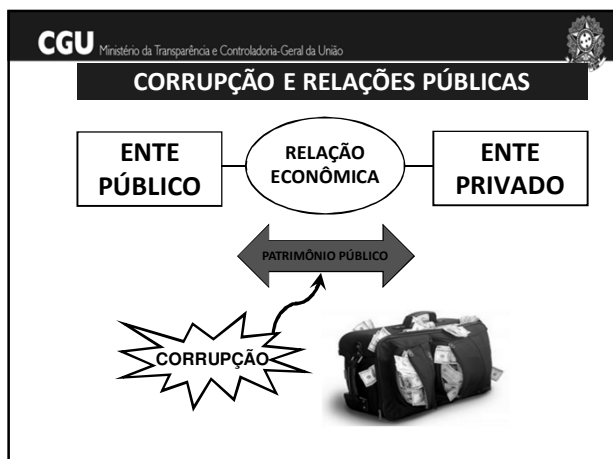 CGU Ministério da Transparência e Controladoria-Geral da União
CORRUPÇÃO E RELAÇÕES PÚBLICAS
ENTE
PÚBLICO
RELAÇÃO
ECONÔMICA
ENTE
PRIVADO
PATRIMÔNIO PÚBLICO
CORRUPÇÃO